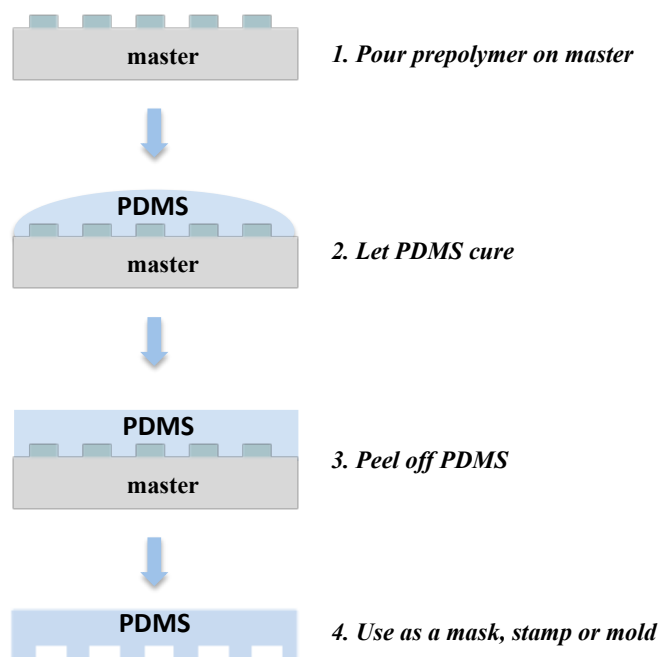 master
1. Pour prepolymer on master
PDMS
master
2. Let PDMS cure
PDMS
master
3. Peel off PDMS
PDMS
4. Use as a mask, stamp or mold